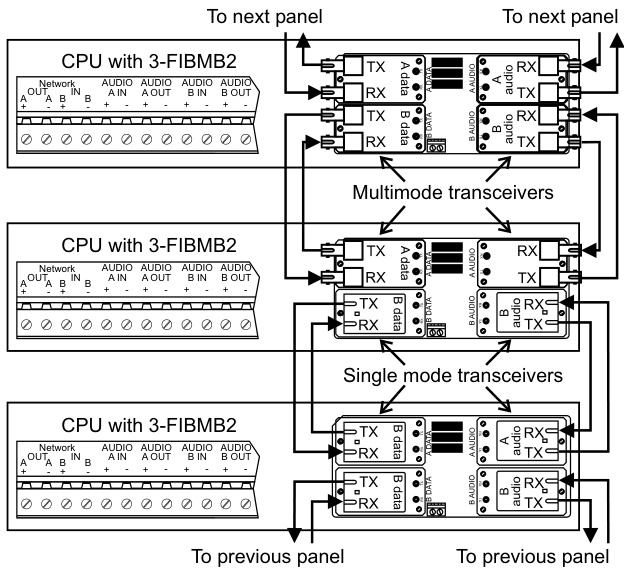 To next panel
To next panel
CPU with 3-FIBMB2
Network
OUT IN
A A B B
+ - + -
AUDIO AUDIO AUDIO AUDIO
A IN A OUT B IN B OUT
+ - + - + - + -
TX
RX
A data
A DATA
A AUDIO
A audio
RX
TX
TX
RX
B data
B DATA
B AUDIO
B audio
RX
TX
Multimode transceivers
CPU with 3-FIBMB2
Network
OUT IN
A A B B
+ - + -
AUDIO AUDIO AUDIO AUDIO
A IN A OUT B IN B OUT
+ - + - + - + -
TX
RX
A data
A DATA
A AUDIO
RX
TX
TX
RX
B data
B DATA
B AUDIO
B audio
RX
TX
Single mode transceivers
CPU with 3-FIBMB2
Network
OUT IN
A A B B
+ - + -
AUDIO AUDIO AUDIO AUDIO
A IN A OUT B IN B OUT
+ - + - + - + -
TX
RX
B data
A DATA
A AUDIO
A audio
RX
TX
TX
RX
B data
B DATA
B AUDIO
B audio
RX
TX
To previous panel
To previous panel